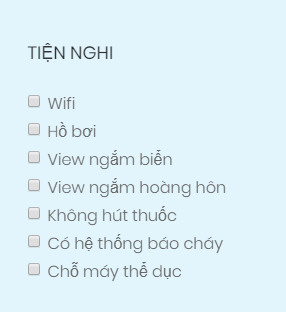 TIỆN NGHI
Wifi
Hồ bơi
View ngắm biển
View ngắm hoàng hôn
Không hút thuốc
Có hệ thống báo cháy
Chỗ máy thể dục